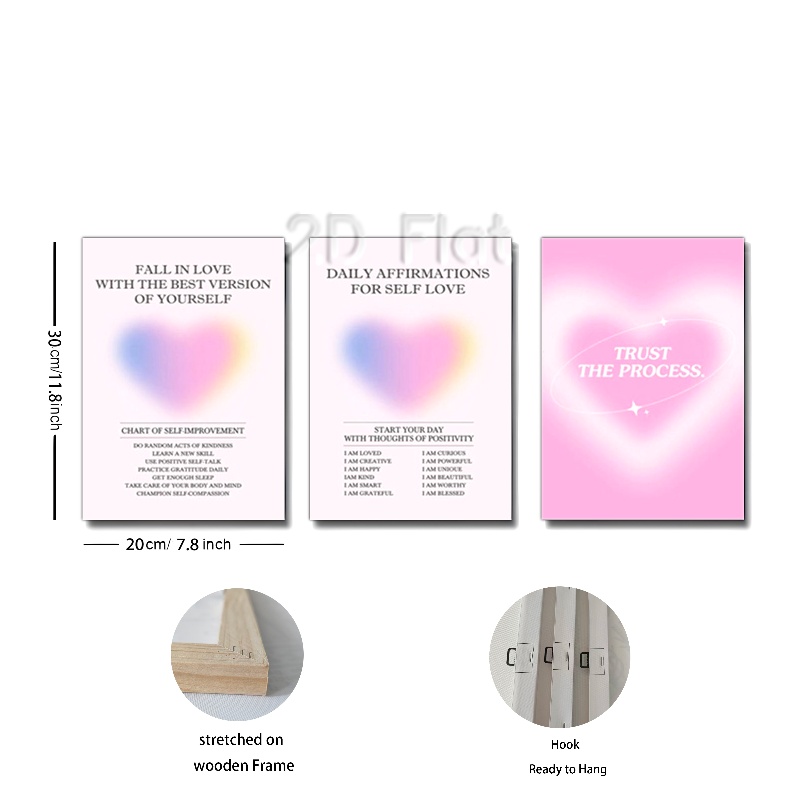 2D Flat
FALL IN LOVE
WITH THE BEST VERSION
OF YOURSELF
CHART OF SELF-IMPROVEMENT
DO RANDOM ACTS OF KINDNESS
LEARN A NEW SKILL
USE POSITIVE SELF-TALK
PRACTICE GRATITUDE DAILY
GET ENOUGH SLEEP
TAKE CARE OF YOUR BODY AND MIND
CHAMPION SELF-COMPASSION
DAILY AFFIRMATIONS
FOR SELF LOVE
START YOUR DAY
WITH THOUGHTS OF POSITIVITY
I AM LOVED
I AM CREATIVE
I AM HAPPY
IAM KIND
I AM SMART
I AM GRATEFUL
I AM CURIOUS
I AM POWERFUL
I AM UNIQUE
I AM BEAUTIFUL
I AM WORTHY
I AM BLESSED
TRUST
THE PROCESS.
30cm/11.8inch
20cm/ 7.8 inch
stretched on
wooden Frame
Hook
Ready to Hang